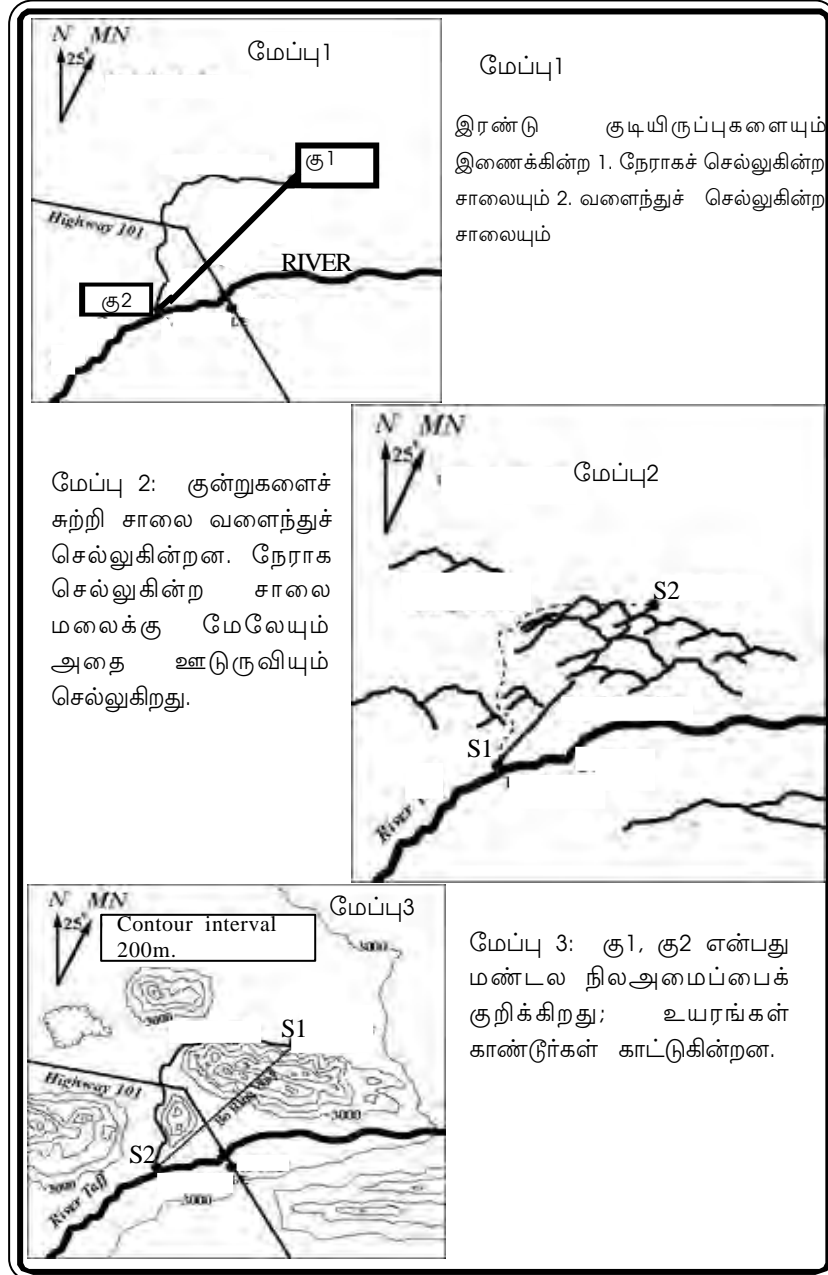 N MN
25°
மேப்பு1
கு1
Highway 101
RIVER
கு2
மேப்பு1
இரண்டு குடியிருப்புகளையும்
இணைக்கின்ற 1. நேராகச் செல்லுகின்ற
சாலையும் 2. வளைந்துச் செல்லுகின்ற
சாலையும்
மேப்பு 2: குன்றுகளைச்
சுற்றி சாலை வளைந்துச்
செல்லுகின்றன. நேராக
செல்லுகின்ற சாலை
மலைக்கு மேலேயும்
அதை ஊடுருவியும்
செல்லுகிறது.
N MN
25°
மேப்பு2
S2
S1
River
N MN
25°
மேப்பு3
Contour interval
200m.
3000
3000
S1
Highway 101
3000
S2
3000
River Taff
3000
மேப்பு 3: கு1, கு2 என்பது
மண்டல நிலஅமைப்பைக்
குறிக்கிறது; உயரங்கள்
காண்டூர்கள் காட்டுகின்றன.